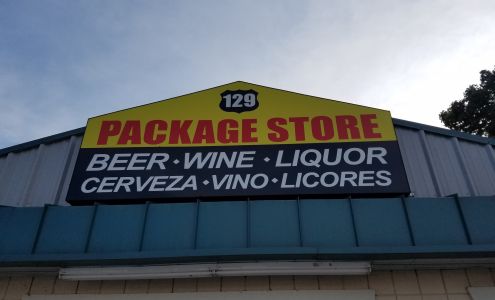 129
PACKAGE STORE
BEER · WINE · LIQUOR
CERVEZA · VINO · LICORES